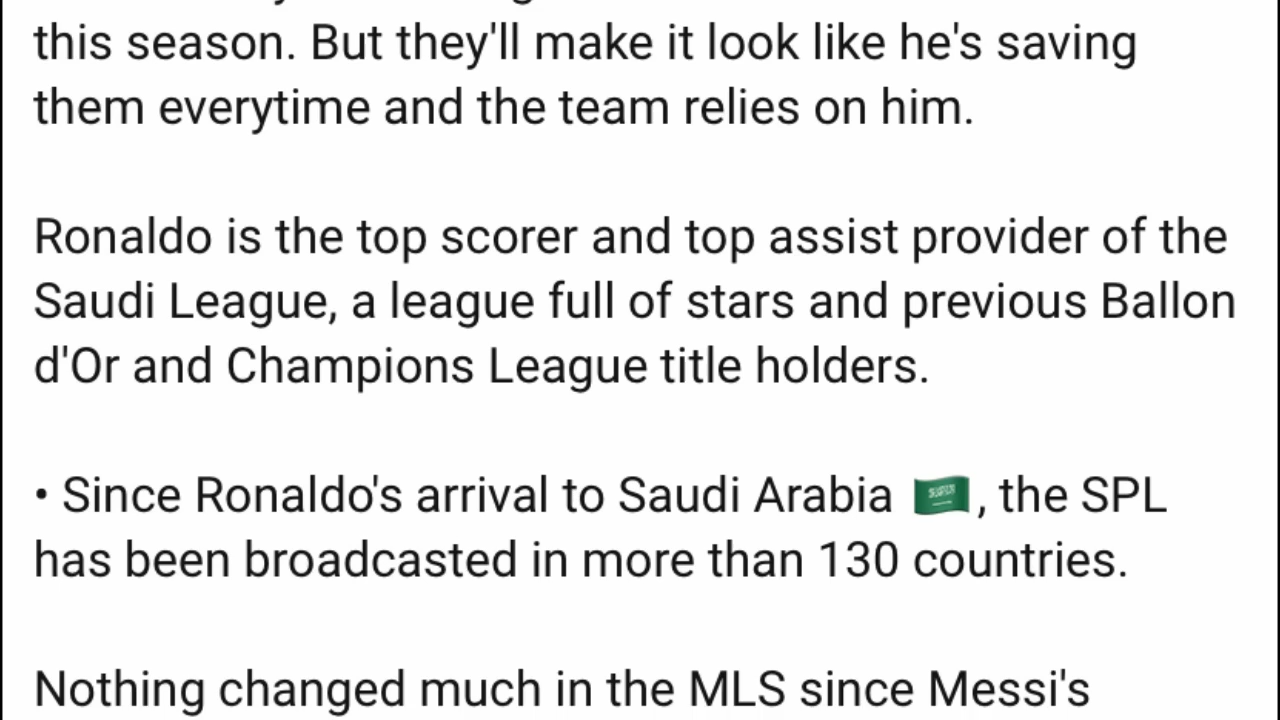 this season. But they'll make it look like he's saving
them everytime and the team relies on him.
Ronaldo is the top scorer and top assist provider of the
Saudi League, a league full of stars and previous Ballon
d'Or and Champions League title holders.
• Since Ronaldo's arrival to Saudi Arabia 🇸🇦, the SPL
has been broadcasted in more than 130 countries.
Nothing changed much in the MLS since Messi's